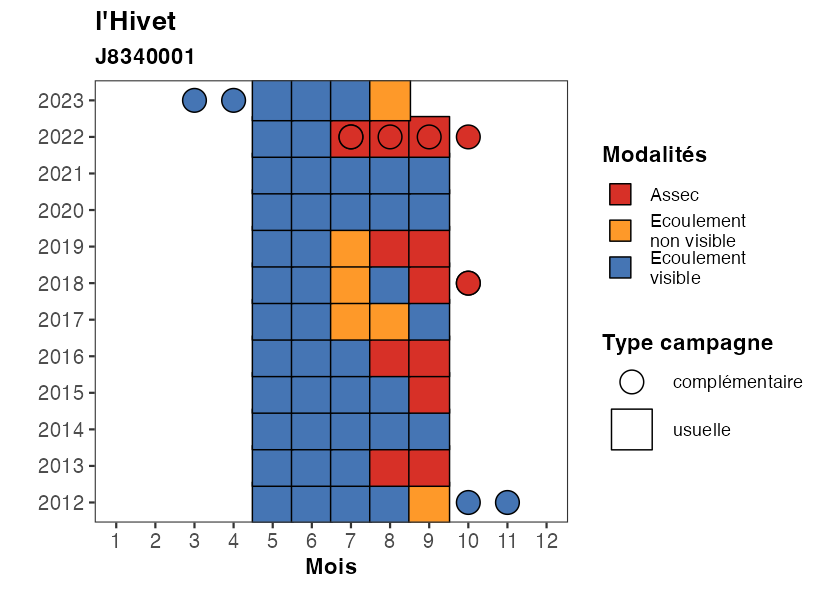 l'Hivet
J8340001
2023
2022
2021
2020
2019
2018
2017
2016
2015
2014
2013
2012
1 2 3 4 5 6 7 8 9 10 11 12
Mois
Modalités
Assec
Ecoulement
non visible
Ecoulement
visible
Type campagne
complémentaire
usuelle